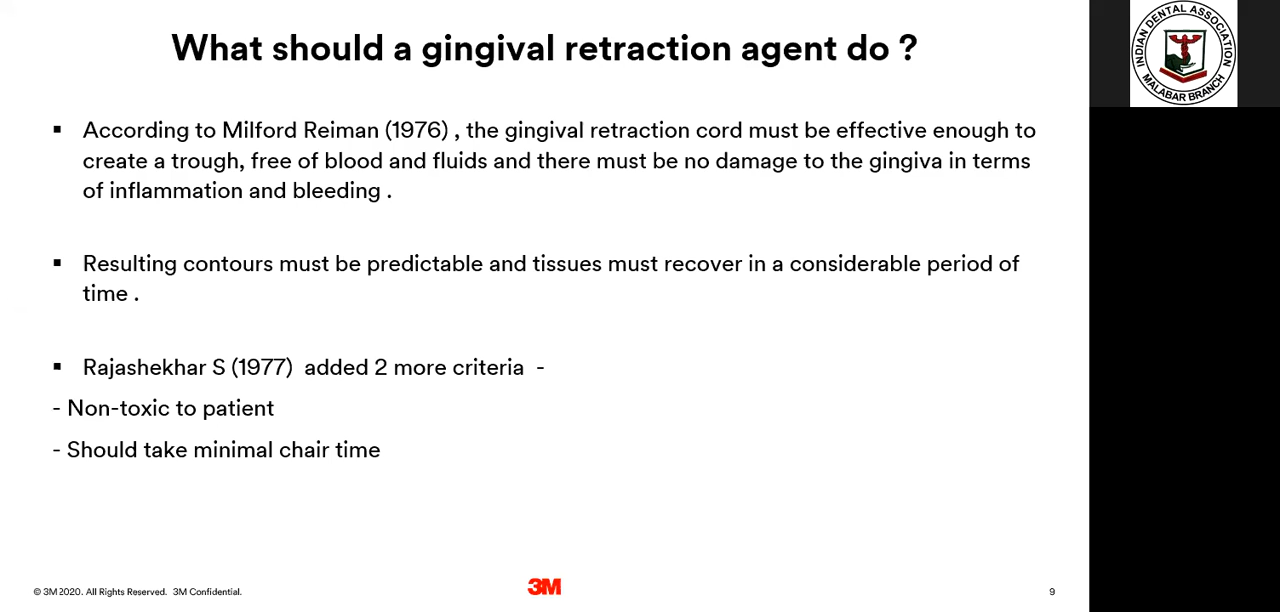 What should a gingival retraction agent do ?
▪ According to Milford Reiman (1976) , the gingival retraction cord must be effective enough to
create a trough, free of blood and fluids and there must be no damage to the gingiva in terms
of inflammation and bleeding .
▪ Resulting contours must be predictable and tissues must recover in a considerable period of
time .
▪ Rajashekhar S (1977) added 2 more criteria -
- Non-toxic to patient
- Should take minimal chair time
© 3M 2020. All Rights Reserved. 3M Confidential.
3M
9
INDIAN DENTAL ASSOCIATION
MALABAR BRANCH